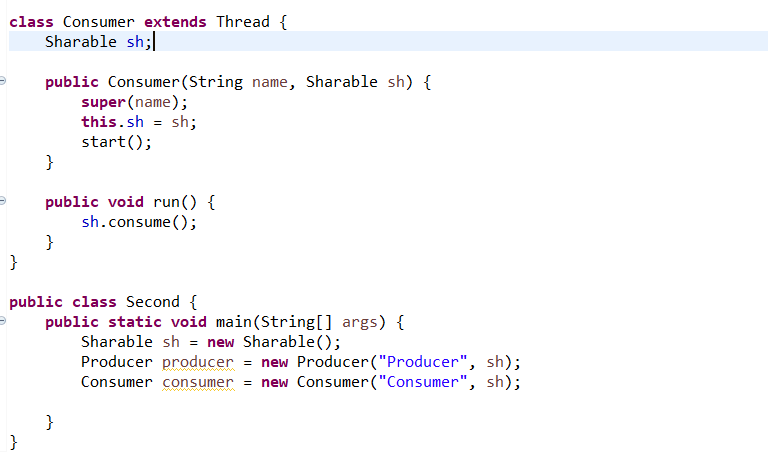 class Consumer extends Thread {
Sharable sh;
public Consumer(String name, Sharable sh) {
super(name);
this.sh = sh;
start();
}
public void run() {
sh.consume();
}
}
public class Second {
public static void main(String[] args) {
Sharable sh = new Sharable();
Producer producer = new Producer("Producer", sh);
Consumer consumer = new Consumer("Consumer", sh);
}
}